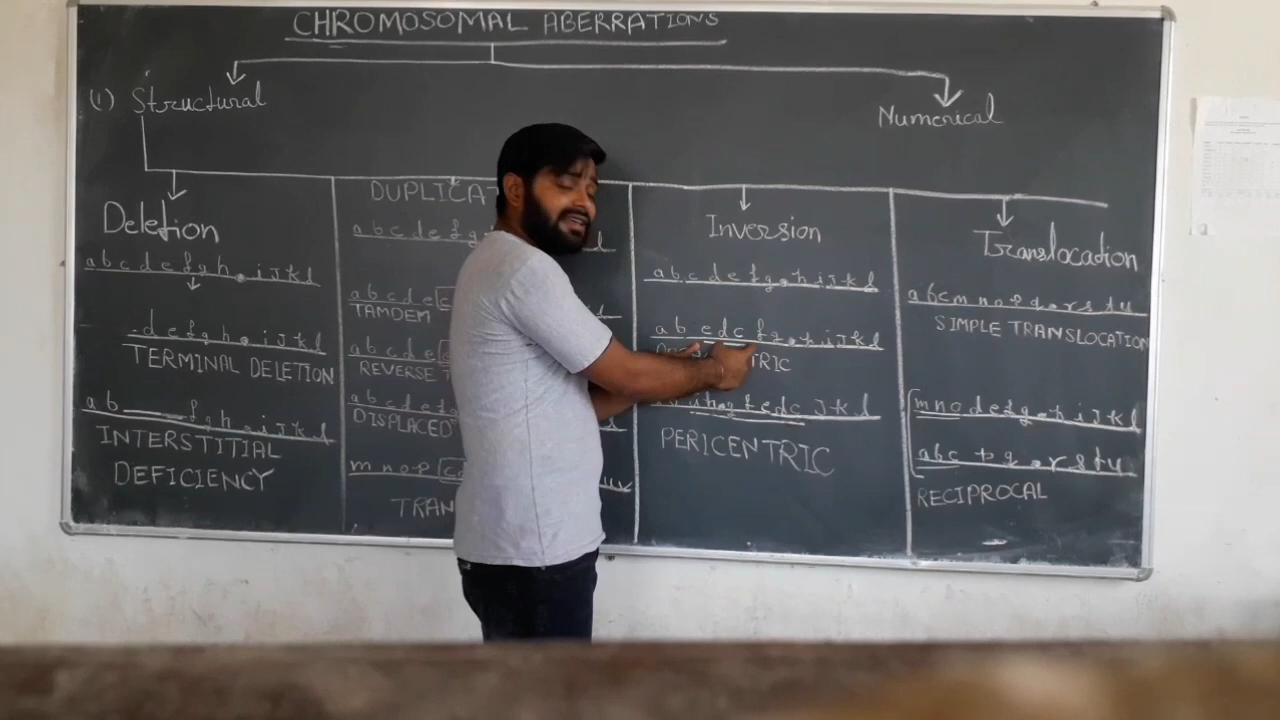 CHROMOSOMAL ABERRATIONS
(1) Structural
Numerical
Deletion
a b c d e f g h . i J k l
. d e f g h . i J k l
TERMINAL DELETION
a b f g h . i J k l
INTERSTITIAL
DEFICIENCY
DUPLICAT
a b c d e f g
a b c d e
TAMDEM
a b c d e
REVERSE
a b c d e f g
DISPLACED
m n o p
TRAN
Inversion
a b c d e f g . h i J k l
a b e d c f g . h i J k l
TRIC
h . g f e d c J k l
PERICENTRIC
Translocation
a b c m n o p q . r s t u
SIMPLE TRANSLOCATION
m n o d e f g . h i J k l
a b c p q . r s t u
RECIPROCAL